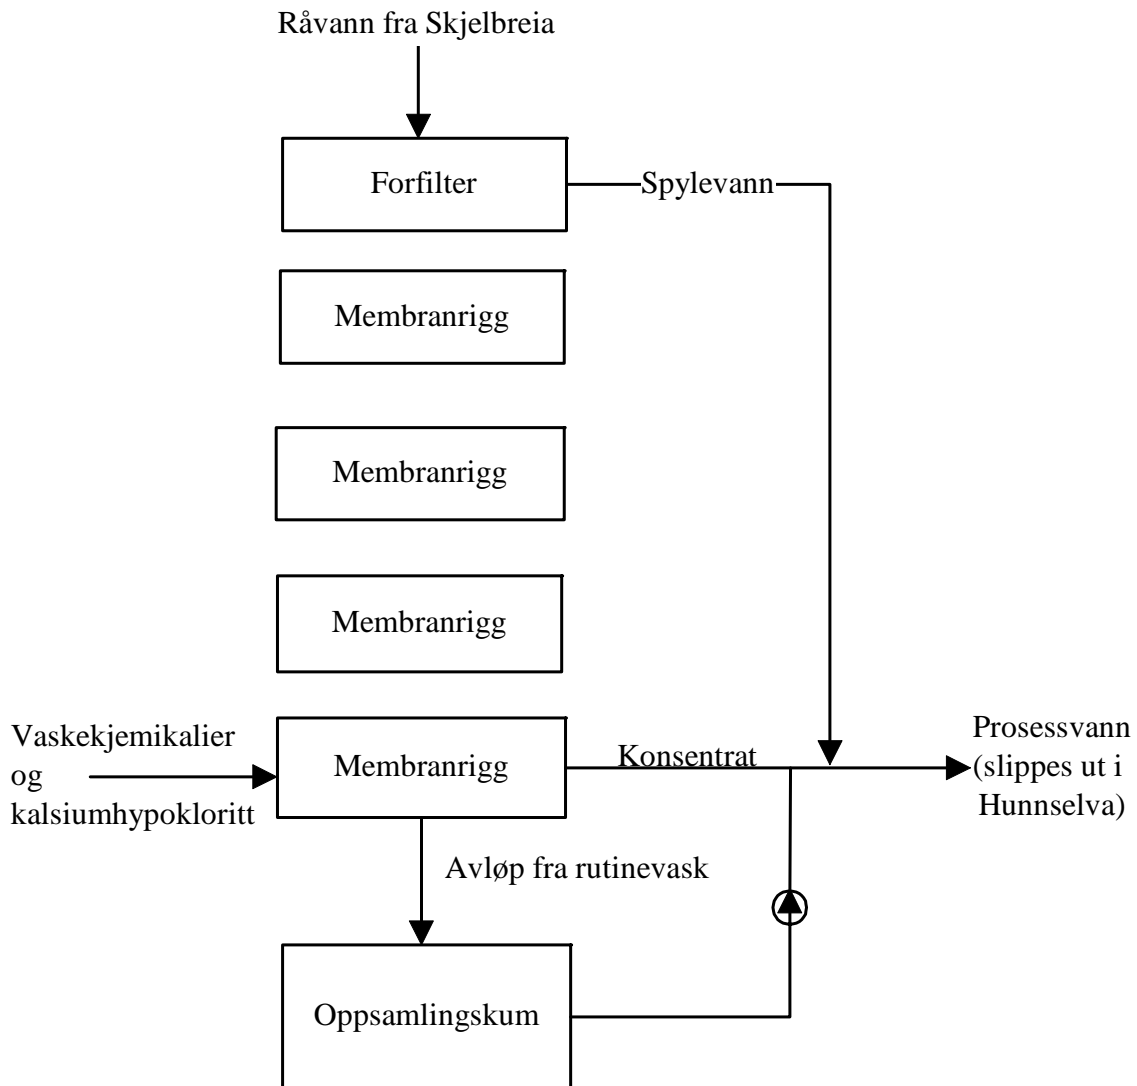 Råvann fra Skjelbreia
Forfilter
Spylevann
Membranrigg
Membranrigg
Membranrigg
Vaskekjemikalier
og
kalsiumhypokloritt
Membranrigg
Konsentrat
Prosessvann
(slippes ut i
Hunnselva)
Avløp fra rutinevask
Oppsamlingskum